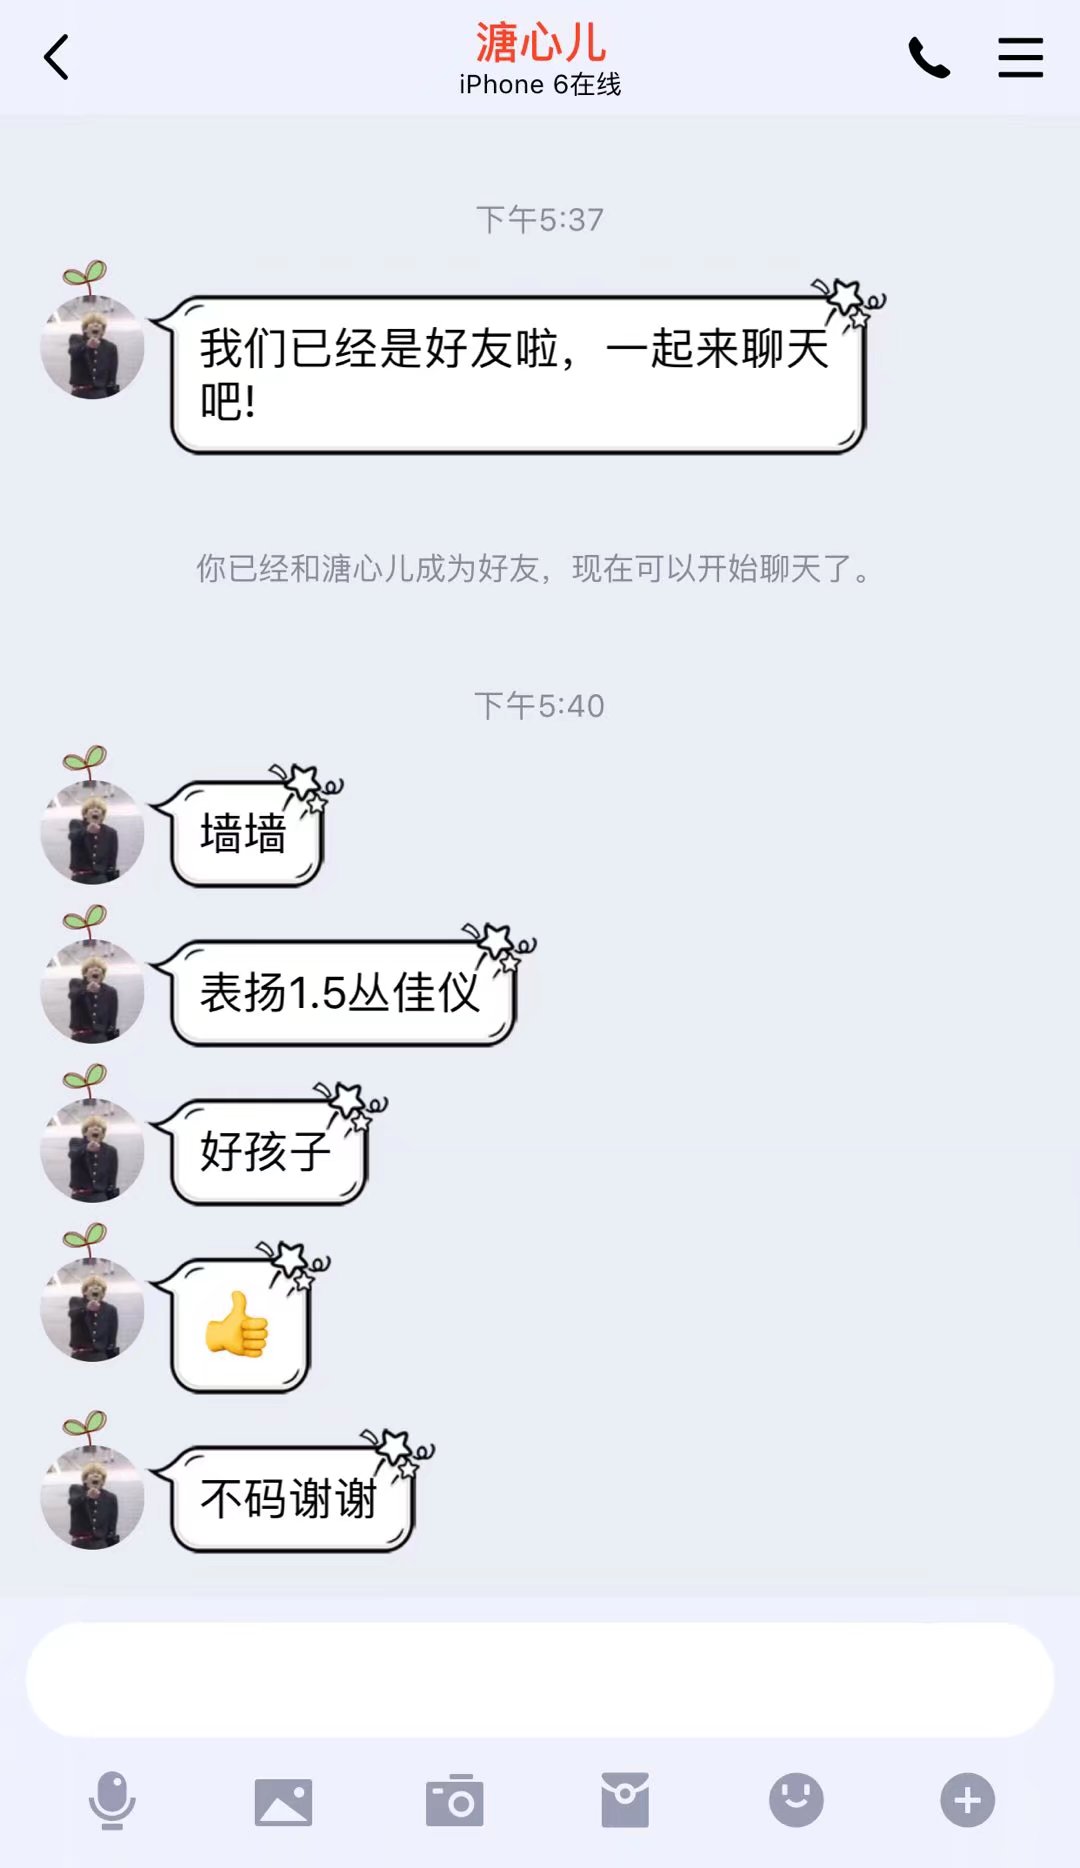 溏心儿
iPhone 6在线
下午5:37
我们已经是好友啦，一起来聊天
吧!
你已经和溏心儿成为好友，现在可以开始聊天了。
下午5:40
墙墙
表扬1.5丛佳仪
好孩子
👍
不码谢谢